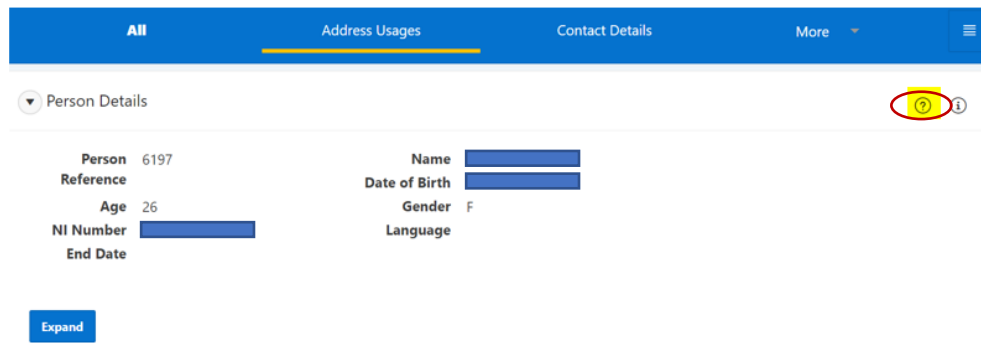 All Address Usages Contact Details More
Person Details
Person Reference 6197 Name
Date of Birth
Age 26 Gender F
NI Number Language
End Date
Expand